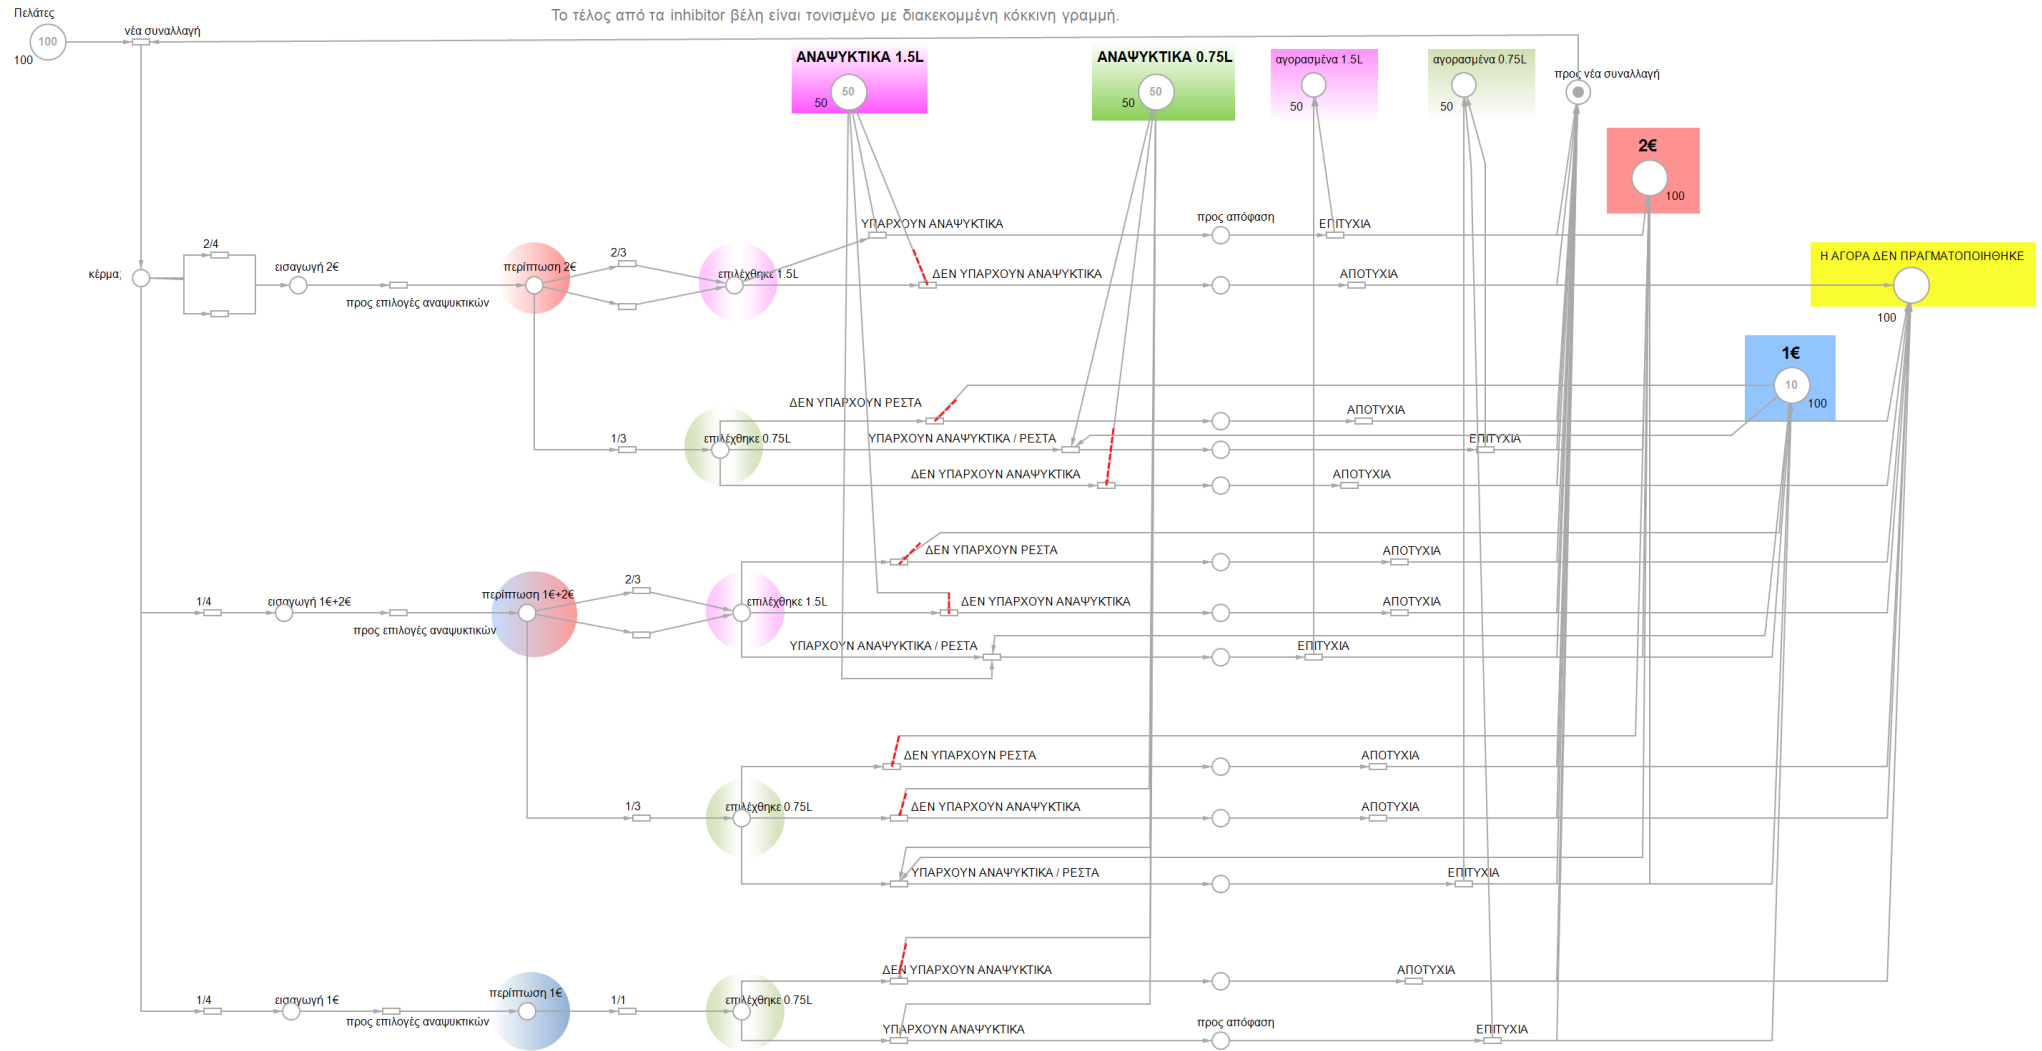 Πελάτες
Το τέλος από τα inhibitor βέλη είναι τονισμένο με διακεκομμένη κόκκινη γραμμή.
νέα συναλλαγή
100
100
ΑΝΑΨΥΚΤΙΚΑ 1.5L
50
50
ΑΝΑΨΥΚΤΙΚΑ 0.75L
50
50
αγορασμένα 1.5L
50
αγορασμένα 0.75L
50
προς νέα συναλλαγή
2€
100
2/4
εισαγωγή 2€
κέρμα;
προς επιλογές αναψυκτικών
περίπτωση 2€
2/3
επιλέχθηκε 1.5L
ΥΠΑΡΧΟΥΝ ΑΝΑΨΥΚΤΙΚΑ
προς απόφαση
ΕΠΙΤΥΧΙΑ
ΔΕΝ ΥΠΑΡΧΟΥΝ ΑΝΑΨΥΚΤΙΚΑ
ΑΠΟΤΥΧΙΑ
Η ΑΓΟΡΑ ΔΕΝ ΠΡΑΓΜΑΤΟΠΟΙΗΘΗΚΕ
100
1€
10
100
ΔΕΝ ΥΠΑΡΧΟΥΝ ΡΕΣΤΑ
ΑΠΟΤΥΧΙΑ
1/3
επιλέχθηκε 0.75L
ΥΠΑΡΧΟΥΝ ΑΝΑΨΥΚΤΙΚΑ / ΡΕΣΤΑ
ΕΠΙΤΥΧΙΑ
ΔΕΝ ΥΠΑΡΧΟΥΝ ΑΝΑΨΥΚΤΙΚΑ
ΑΠΟΤΥΧΙΑ
ΔΕΝ ΥΠΑΡΧΟΥΝ ΡΕΣΤΑ
ΑΠΟΤΥΧΙΑ
1/4
εισαγωγή 1€+2€
προς επιλογές αναψυκτικών
περίπτωση 1€+2€
2/3
επιλέχθηκε 1.5L
ΔΕΝ ΥΠΑΡΧΟΥΝ ΑΝΑΨΥΚΤΙΚΑ
ΑΠΟΤΥΧΙΑ
ΥΠΑΡΧΟΥΝ ΑΝΑΨΥΚΤΙΚΑ / ΡΕΣΤΑ
ΕΠΙΤΥΧΙΑ
ΔΕΝ ΥΠΑΡΧΟΥΝ ΡΕΣΤΑ
ΑΠΟΤΥΧΙΑ
1/3
επιλέχθηκε 0.75L
ΔΕΝ ΥΠΑΡΧΟΥΝ ΑΝΑΨΥΚΤΙΚΑ
ΑΠΟΤΥΧΙΑ
ΥΠΑΡΧΟΥΝ ΑΝΑΨΥΚΤΙΚΑ / ΡΕΣΤΑ
ΕΠΙΤΥΧΙΑ
ΔΕΝ ΥΠΑΡΧΟΥΝ ΑΝΑΨΥΚΤΙΚΑ
ΑΠΟΤΥΧΙΑ
1/4
εισαγωγή 1€
προς επιλογές αναψυκτικών
περίπτωση 1€
1/1
επιλέχθηκε 0.75L
ΥΠΑΡΧΟΥΝ ΑΝΑΨΥΚΤΙΚΑ
προς απόφαση
ΕΠΙΤΥΧΙΑ